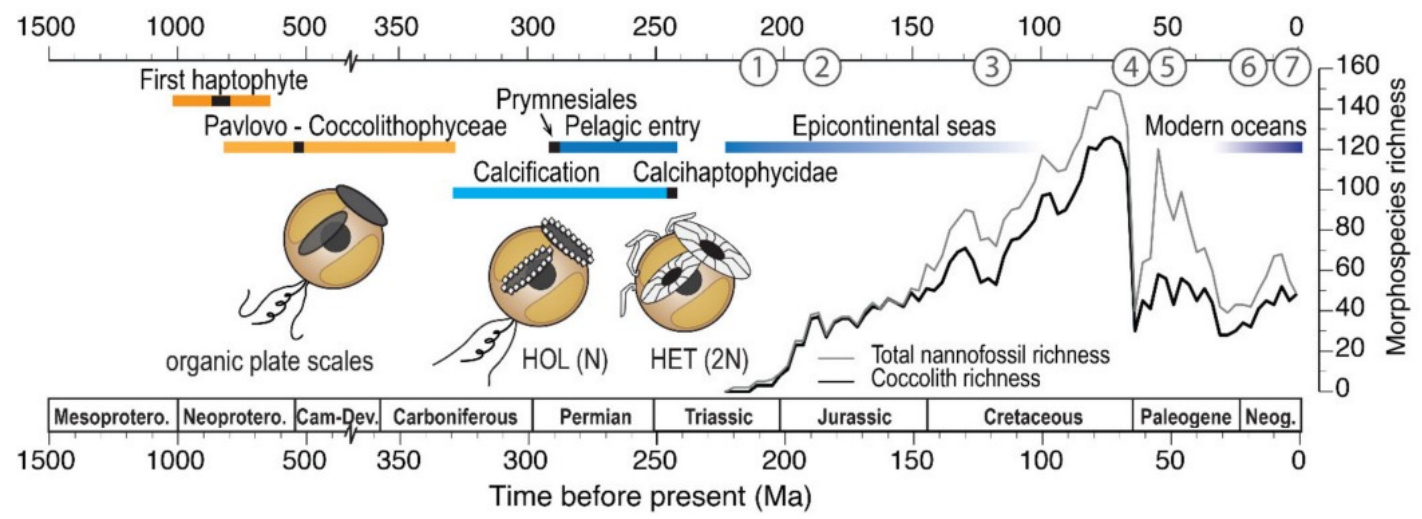 1500 1000 500 350 300 250 200 150 100 50 0
1 2 3 4 5 6 7
First haptophyte
Prymnesiales
Pavlovo - Coccolithophyceae
Pelagic entry
Epicontinental seas
Modern oceans
Calcification
Calcihaptophycidae
organic plate scales
HOL (N)
HET (2N)
Total nannofossil richness
Coccolith richness
160
140
120
100
80
60
40
20
0
Morphospecies richness
Mesoprotero. Neoprotero. Cam-Dev. Carboniferous Permian Triassic Jurassic Cretaceous Paleogene Neog.
1500 1000 500 350 300 250 200 150 100 50 0
Time before present (Ma)